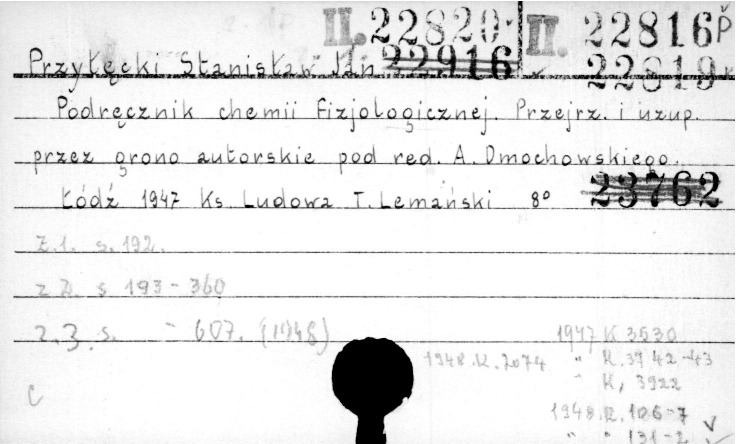 II. 22820 II. 22816 P
Przyłęcki Stanisław Jan 22916 22819
Podręcznik chemii fizjologicznej. Przejrz. i uzup.
przez grono autorskie pod red. A. Dmochowskiego.
Łódź 1947 Ks. Ludowa T. Lemański 8° 23762
z.1. s. 192.
z 2. s 193 - 360
z. 3. s. - 607. (1948)
1947 K 3530
1948.K.2074 " K. 3942-43
" K, 3922
1948.K.106-7
" " 131-2
C